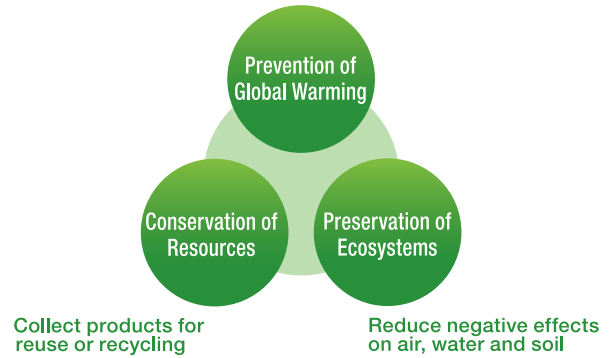 Prevention of
Global Warming
Conservation of
Resources
Preservation of
Ecosystems
Collect products for
reuse or recycling
Reduce negative effects
on air, water and soil